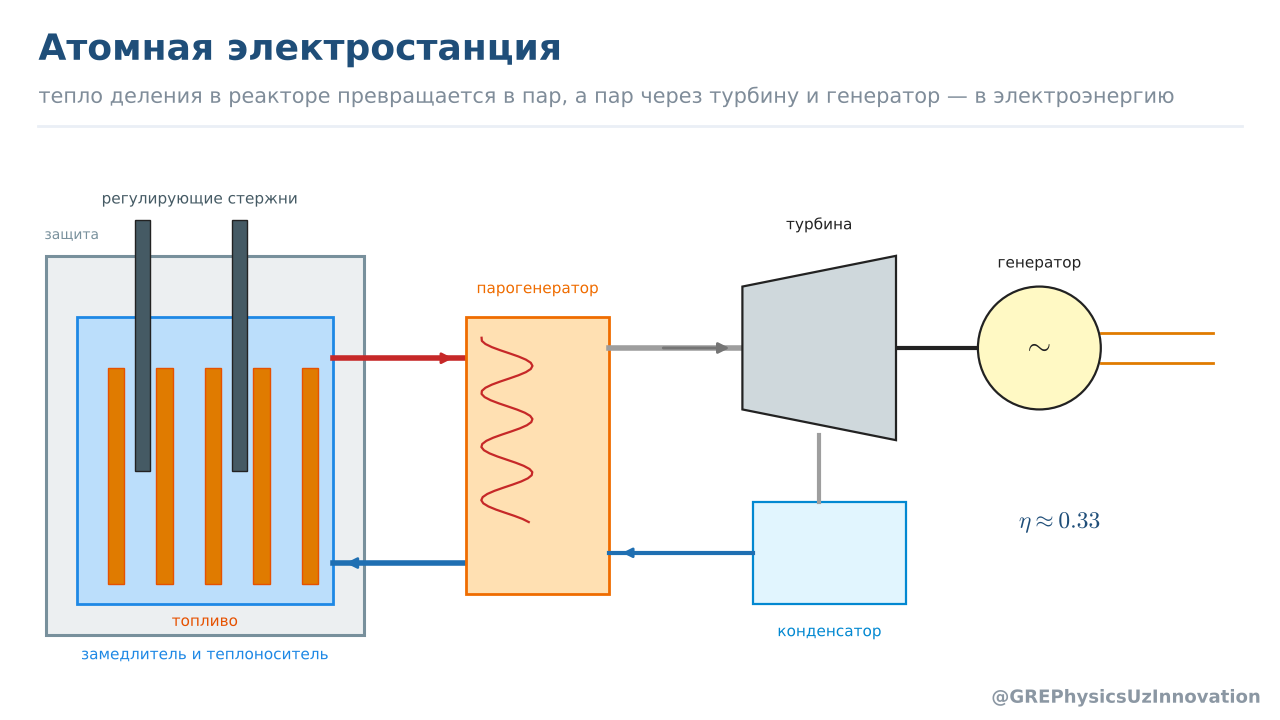 Атомная электростанция
тепло деления в реакторе превращается в пар, а пар через турбину и генератор — в электроэнергию
регулирующие стержни
защита
турбина
генератор
парогенератор
~
η ≈ 0.33
топливо
конденсатор
замедлитель и теплоноситель
@GREPhysicsUzInnovation